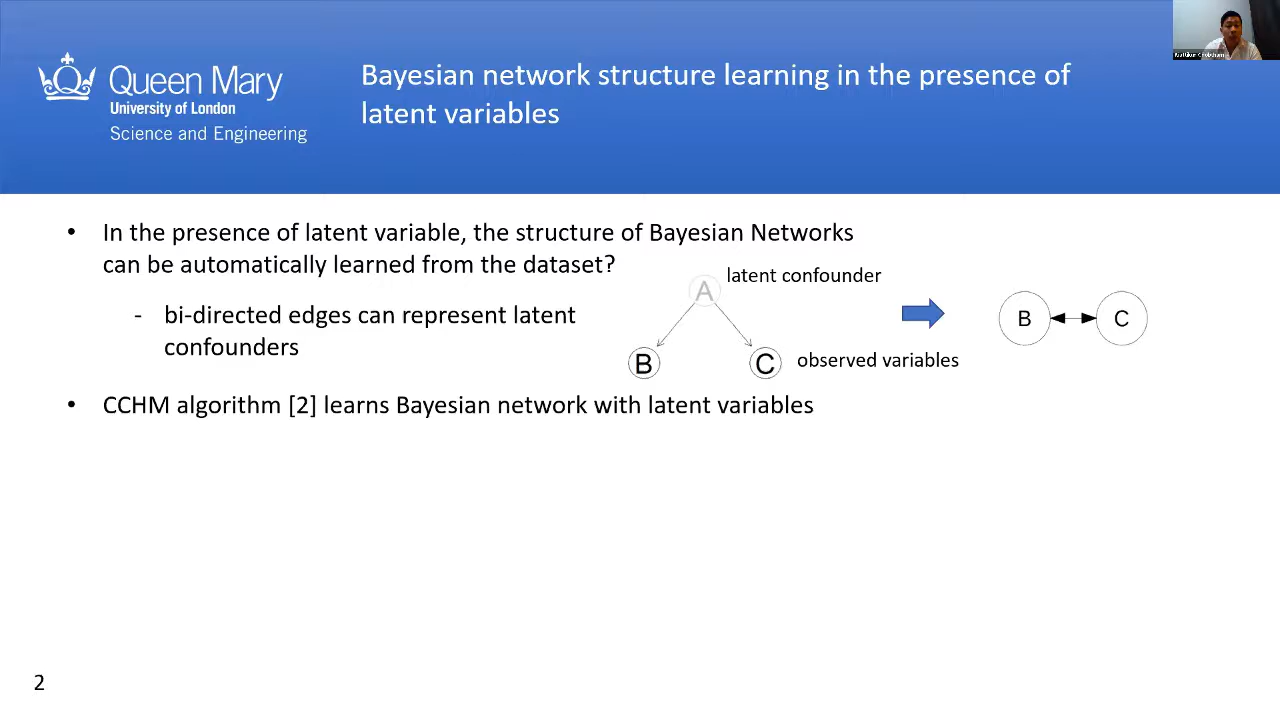 Queen Mary
University of London
Science and Engineering
Bayesian network structure learning in the presence of
latent variables
• In the presence of latent variable, the structure of Bayesian Networks
can be automatically learned from the dataset?
- bi-directed edges can represent latent
confounders
A
latent confounder
B
C
observed variables
B
C
• CCHM algorithm [2] learns Bayesian network with latent variables
2